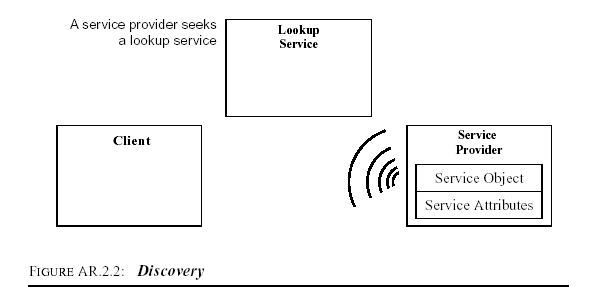 A service provider seeks
a lookup service
Lookup
Service
Client
Service
Provider
Service Object
Service Attributes
FIGURE AR.2.2: Discovery